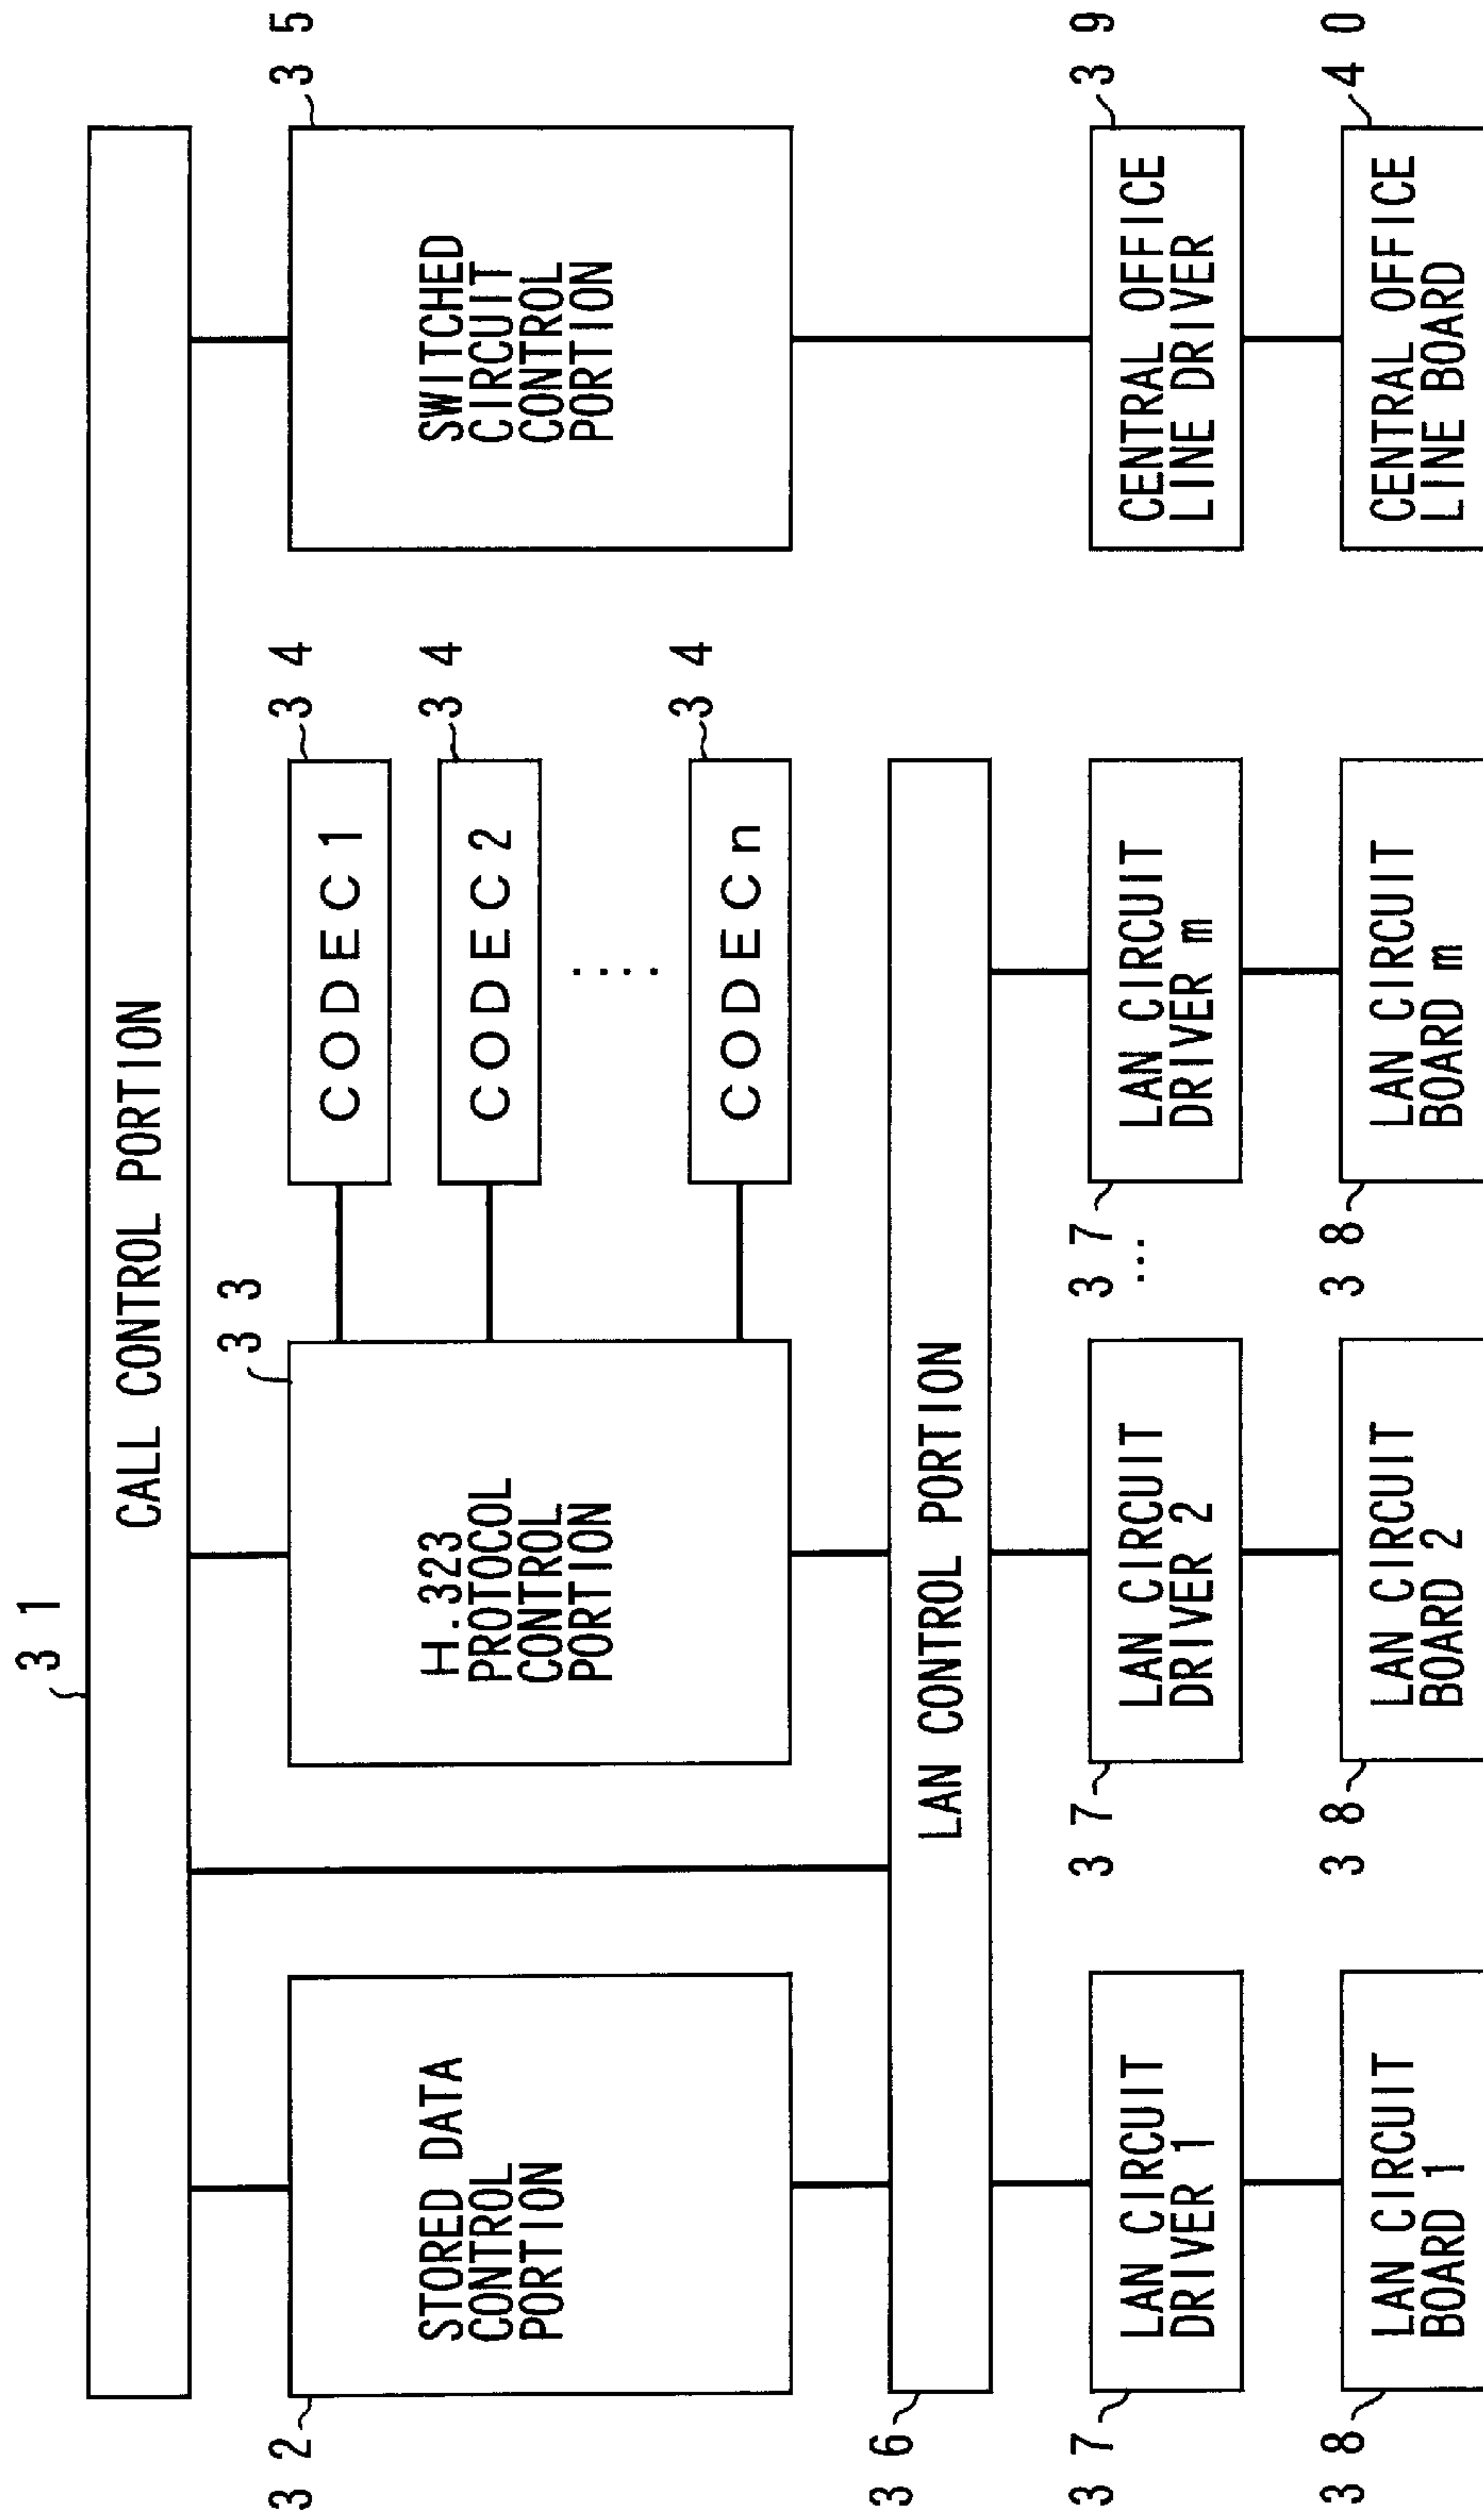 31
CALL CONTROL PORTION
32
STORED DATA
CONTROL
PORTION
33
H.323
PROTOCOL
CONTROL
PORTION
34
CODEC1
34
CODEC2
....
34
CODECn
35
SWITCHED
CIRCUIT
CONTROL
PORTION
36
LAN CONTROL PORTION
37
LAN CIRCUIT
DRIVER 1
37
LAN CIRCUIT
DRIVER 2
37
...
LAN CIRCUIT
DRIVER m
39
CENTRAL OFFICE
LINE DRIVER
38
LAN CIRCUIT
BOARD 1
38
LAN CIRCUIT
BOARD 2
38
LAN CIRCUIT
BOARD m
40
CENTRAL OFFICE
LINE BOARD